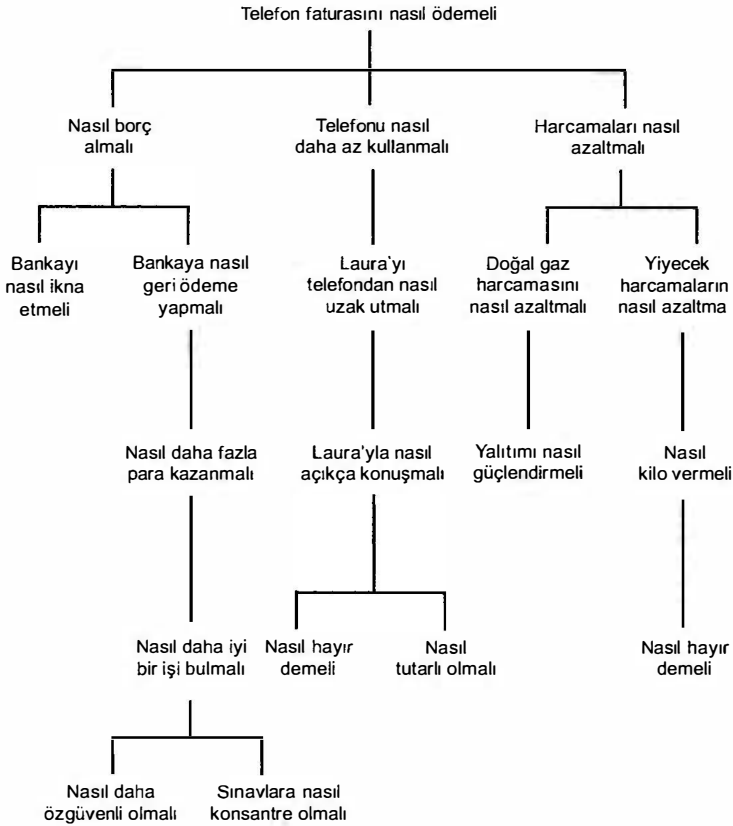 Telefon faturasını nasıl ödemeli
Nasıl borç
almalı
Telefonu nasıl
daha az kullanmalı
Harcamaları nasıl
azaltmalı
Bankayı
nasıl ikna
etmeli
Bankaya nasıl
geri ödeme
yapmalı
Laura'yı
telefondan nasıl
uzak utmalı
Doğal gaz
harcamasını
nasıl azaltmalı
Yiyecek
harcamaların
nasıl azaltma
Nasıl daha fazla
para kazanmalı
Laura'yla nasıl
açıkça konuşmalı
Yalıtımı nasıl
güçlendirmeli
Nasıl
kilo vermeli
Nasıl daha iyi
bir işi bulmalı
Nasıl hayır
demeli
Nasıl
tutarlı olmalı
Nasıl hayır
demeli
Nasıl daha
özgüvenli olmalı
Sınavlara nasıl
konsantre olmalı